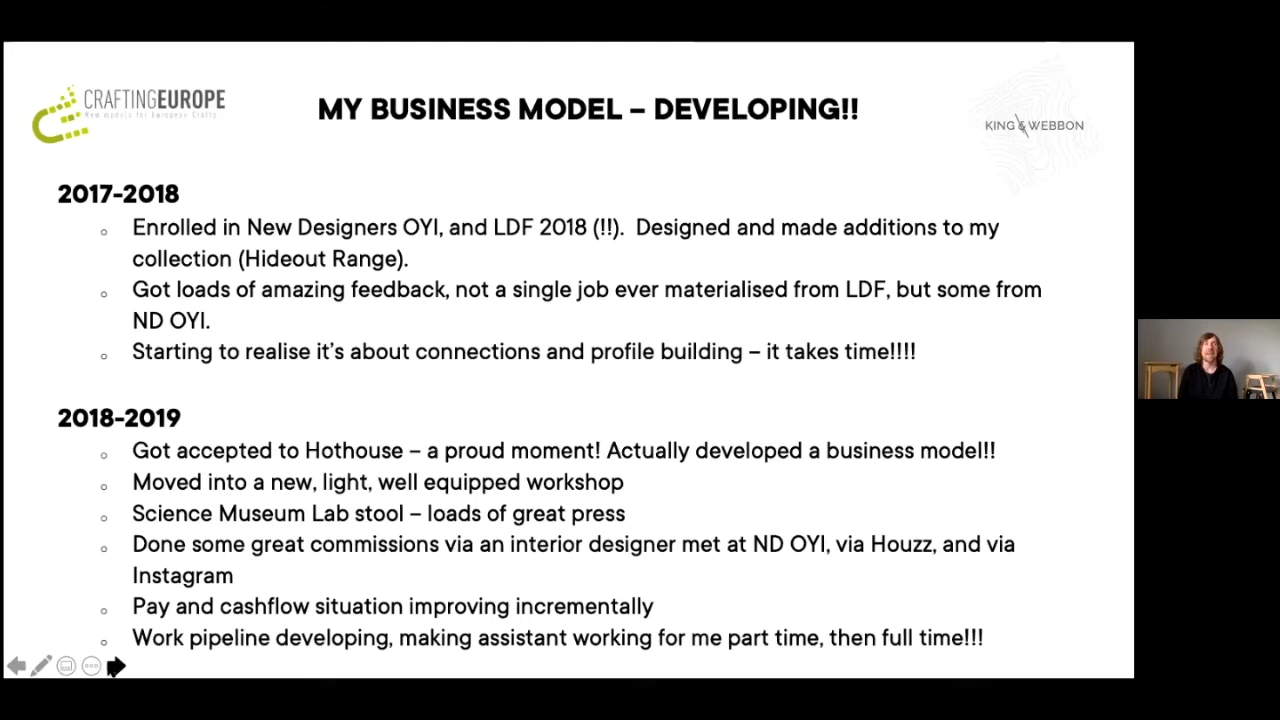 CRAFTINGEUROPE
New models for European Crafts
MY BUSINESS MODEL – DEVELOPING!!
KING & WEBBON
2017-2018
Enrolled in New Designers OYI, and LDF 2018 (!!). Designed and made additions to my
collection (Hideout Range).
Got loads of amazing feedback, not a single job ever materialised from LDF, but some from
ND OYI.
Starting to realise it’s about connections and profile building – it takes time!!!!
2018-2019
Got accepted to Hothouse – a proud moment! Actually developed a business model!!
Moved into a new, light, well equipped workshop
Science Museum Lab stool – loads of great press
Done some great commissions via an interior designer met at ND OYI, via Houzz, and via
Instagram
Pay and cashflow situation improving incrementally
Work pipeline developing, making assistant working for me part time, then full time!!!